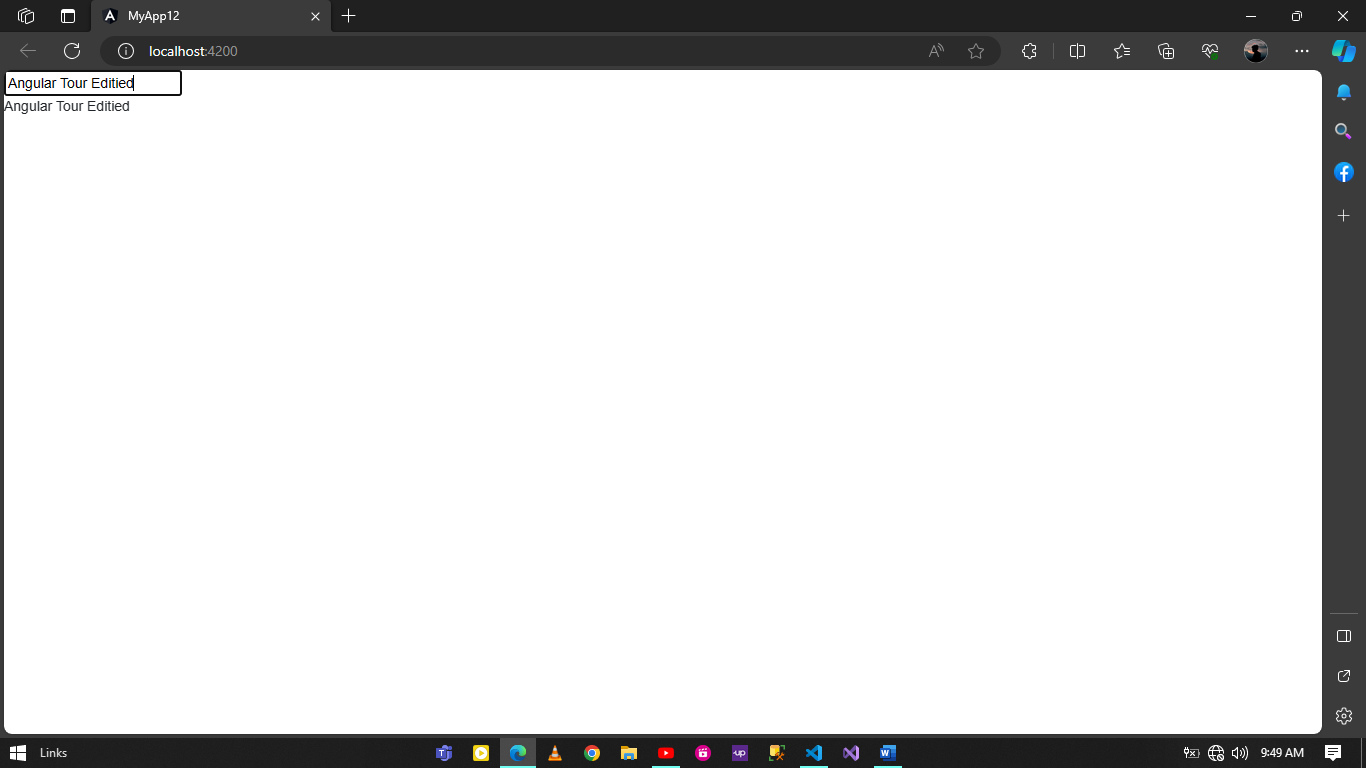 MyApp12
localhost:4200
Angular Tour Editied
Angular Tour Editied
Links
9:49 AM